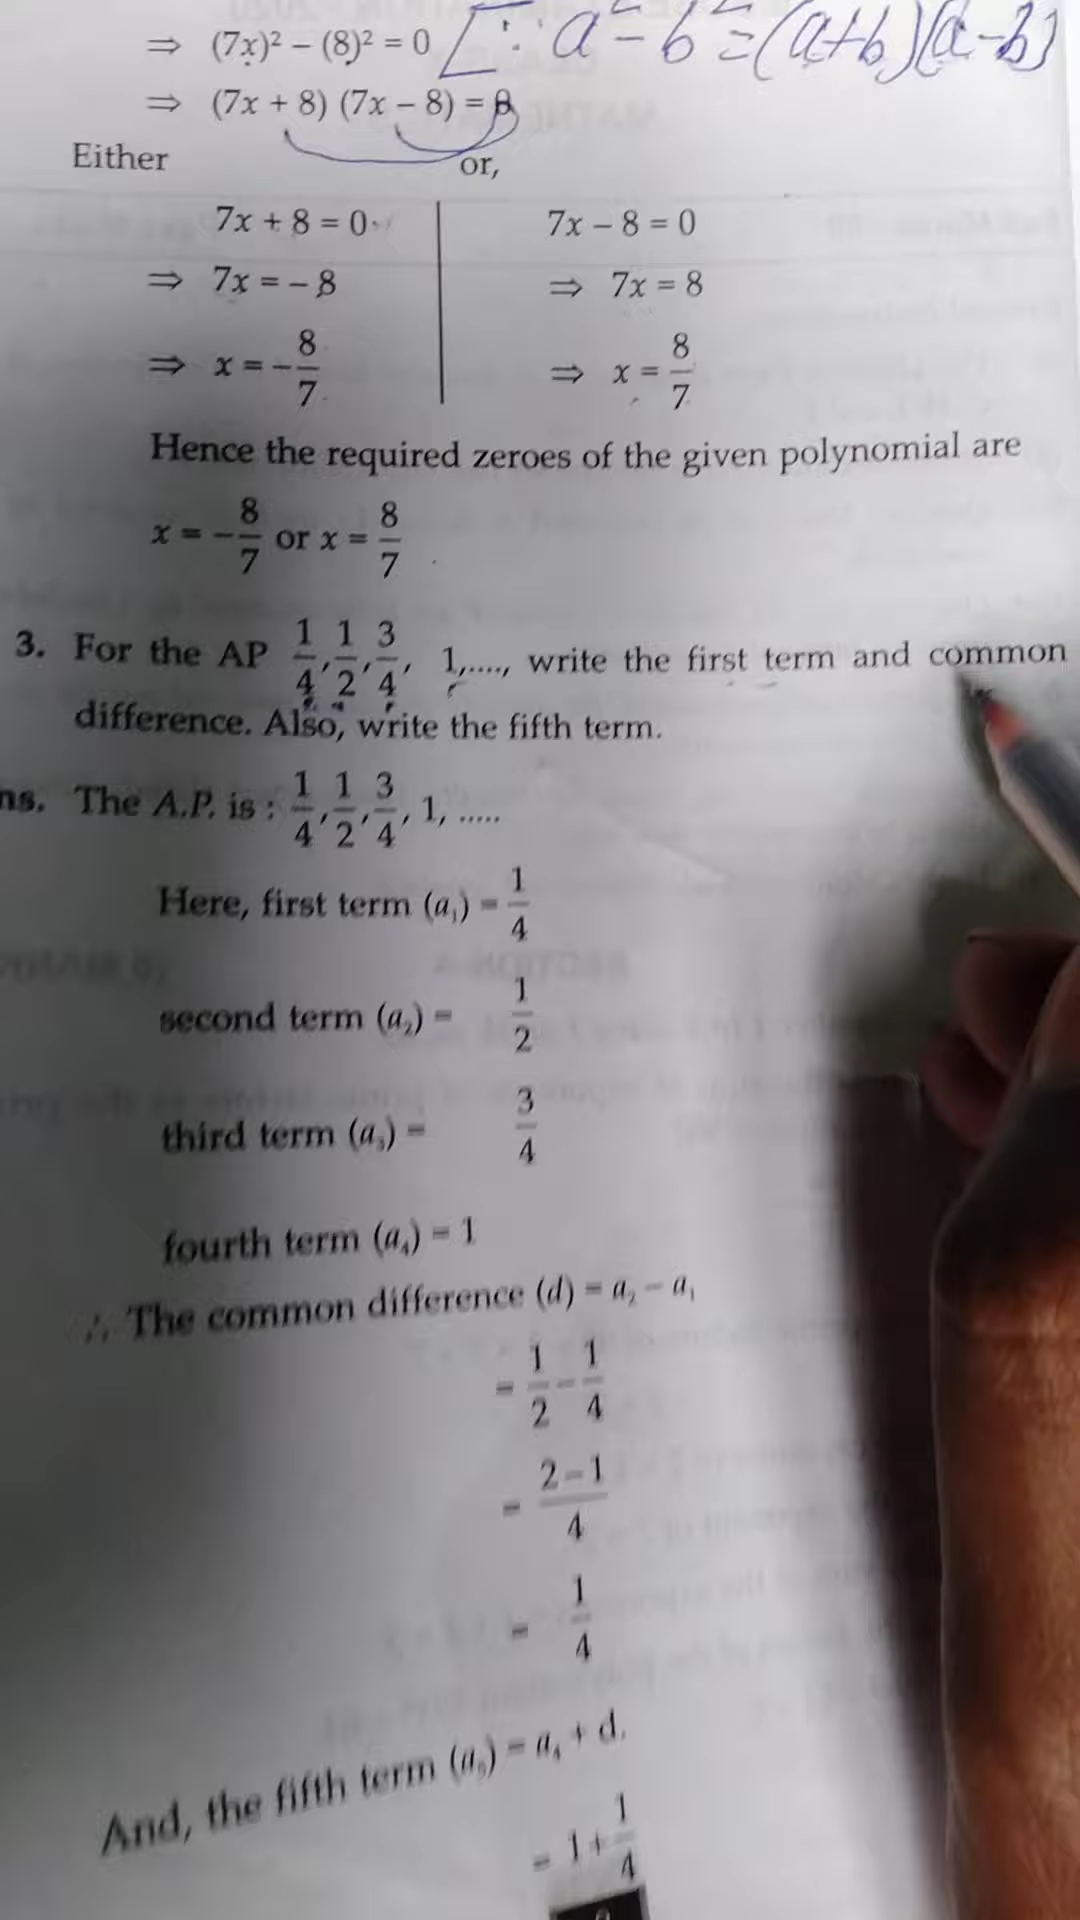 ⇒ (7x)² – (8)² = 0 [∵ a² – b² = (a+b)(a–b)]
⇒ (7x + 8) (7x – 8) = 0
Either or,
7x + 8 = 0 7x – 8 = 0
⇒ 7x = – 8 ⇒ 7x = 8
⇒ x = – 8/7 ⇒ x = 8/7
Hence the required zeroes of the given polynomial are
x = – 8/7 or x = 8/7
3. For the AP 1/4, 1/2, 3/4, 1,...., write the first term and common
difference. Also, write the fifth term.
ns. The A.P. is : 1/4, 1/2, 3/4, 1, .....
Here, first term (a₁) = 1/4
second term (a₂) = 1/2
third term (a₃) = 3/4
fourth term (a₄) = 1
∴ The common difference (d) = a₂ – a₁
= 1/2 – 1/4
= 2–1/4
= 1/4
And, the fifth term (a₅) = a₄ + d.
= 1 + 1/4